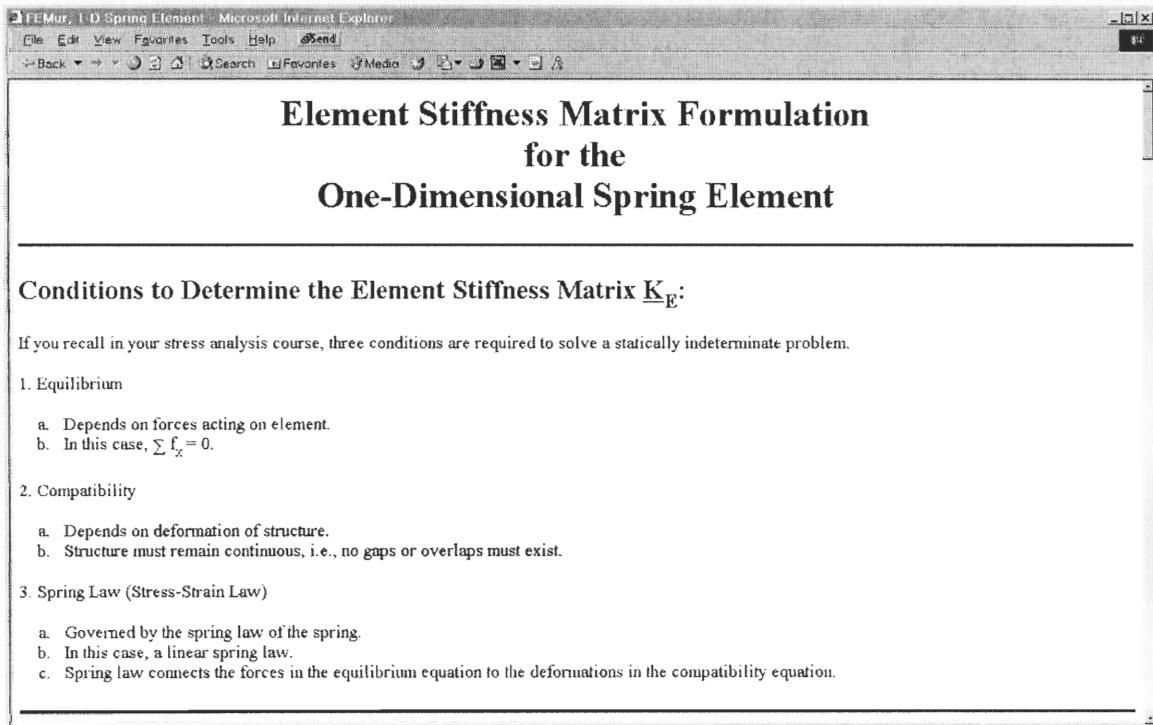 FEMur, 1-D Spring Element - Microsoft Internet Explorer
File Edit View Favorites Tools Help Send
Back Search Favorites Media
Element Stiffness Matrix Formulation
for the
One-Dimensional Spring Element
Conditions to Determine the Element Stiffness Matrix K_E:
If you recall in your stress analysis course, three conditions are required to solve a statically indeterminate problem.
1. Equilibrium
a. Depends on forces acting on element.
b. In this case, ∑ f_x = 0.
2. Compatibility
a. Depends on deformation of structure.
b. Structure must remain continuous, i.e., no gaps or overlaps must exist.
3. Spring Law (Stress-Strain Law)
a. Governed by the spring law of the spring.
b. In this case, a linear spring law.
c. Spring law connects the forces in the equilibrium equation to the deformations in the compatibility equation.